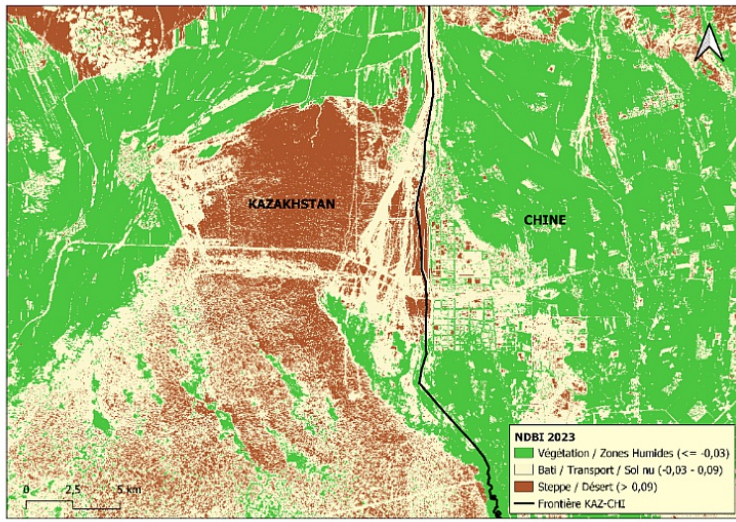 KAZAKHSTAN
CHINE
NDBI 2023
Végétation / Zones Humides (<= -0,03)
Bati / Transport / Sol nu (-0,03 - 0,09)
Steppe / Désert (> 0,09)
Frontière KAZ-CHI
0 2,5 5 km